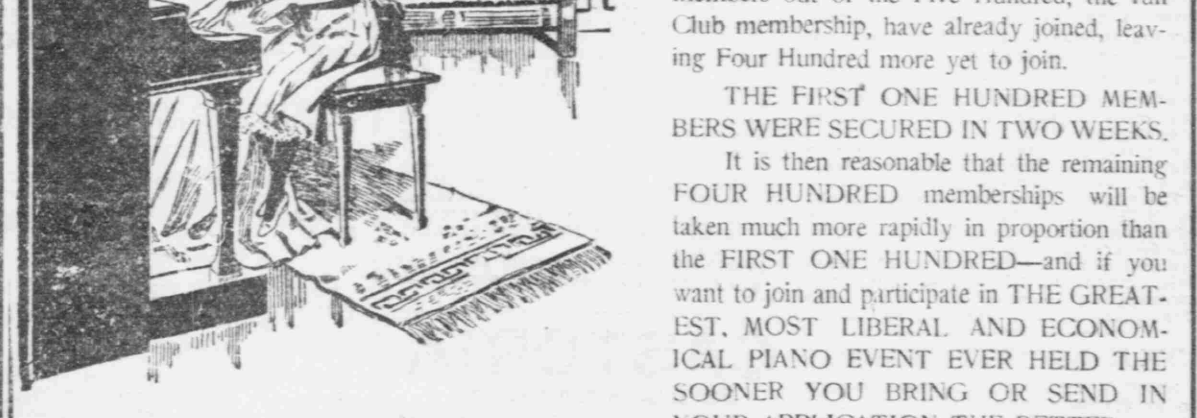 Club membership, have already joined, leav-
ing Four Hundred more yet to join.
THE FIRST ONE HUNDRED MEM-
BERS WERE SECURED IN TWO WEEKS.
It is then reasonable that the remaining
FOUR HUNDRED memberships will be
taken much more rapidly in proportion than
the FIRST ONE HUNDRED—and if you
want to join and participate in THE GREAT-
EST, MOST LIBERAL AND ECONOM-
ICAL PIANO EVENT EVER HELD THE
SOONER YOU BRING OR SEND IN